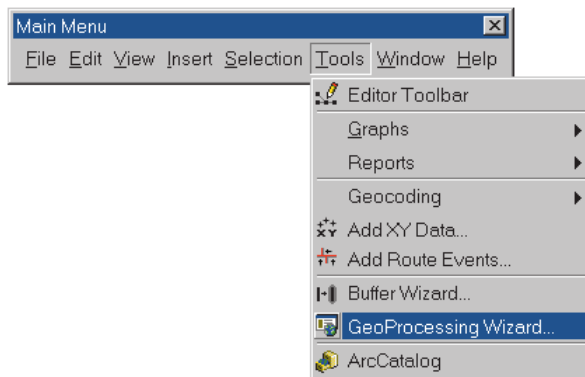 Main Menu
File Edit View Insert Selection Tools Window Help
Editor Toolbar
Graphs
Reports
Geocoding
Add XY Data...
Add Route Events...
Buffer Wizard...
GeoProcessing Wizard...
ArcCatalog